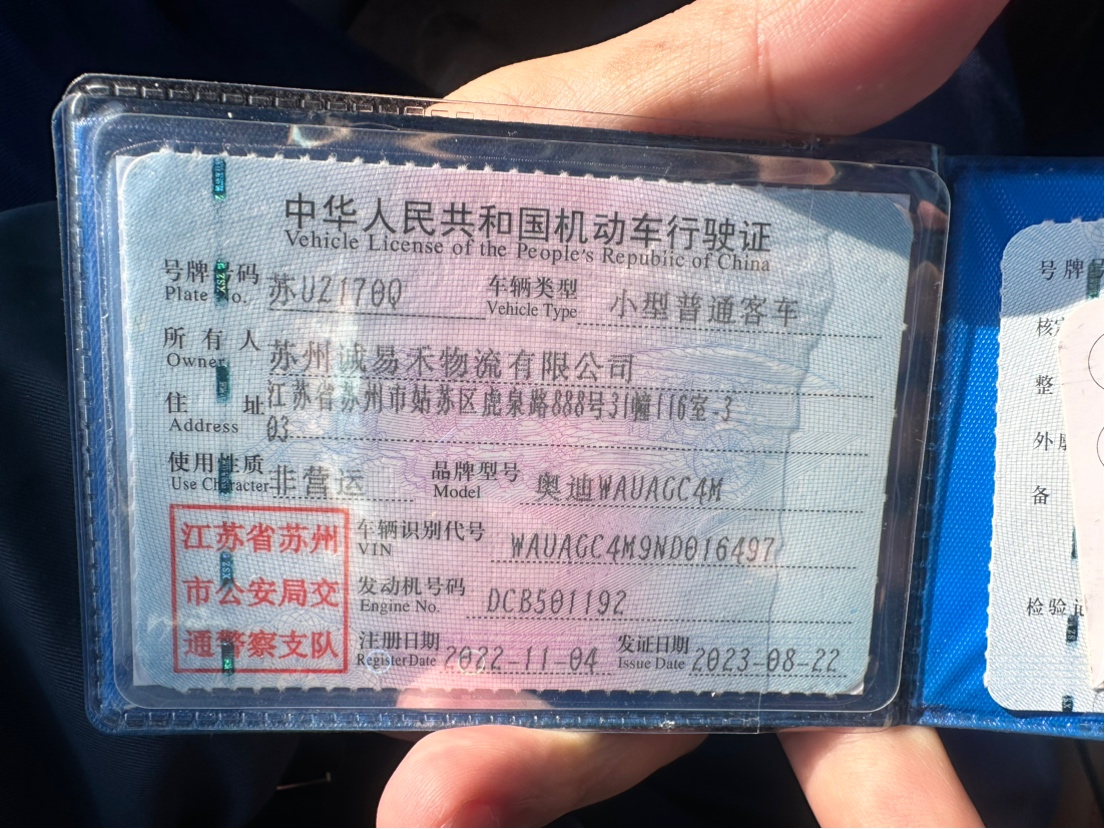 中华人民共和国机动车行驶证
Vehicle License of the People's Republic of China
号牌号码 苏UZ170Q 车辆类型 小型普通客车
Plate No. Vehicle Type
所有人 苏州诚易禾物流有限公司
Owner
住址 江苏省苏州市姑苏区虎泉路888号31幢116室-3
Address 03
使用性质 非营运 品牌型号 奥迪WAUAGC4M
Use Character Model
江苏省苏州
市公安局交
通警察支队
车辆识别代号 WAUAGC4M9ND016497
VIN
发动机号码 DCB501192
Engine No.
注册日期 2022-11-04 发证日期 2023-08-22
Register Date Issue Date
号牌
核
整
外
备
检验